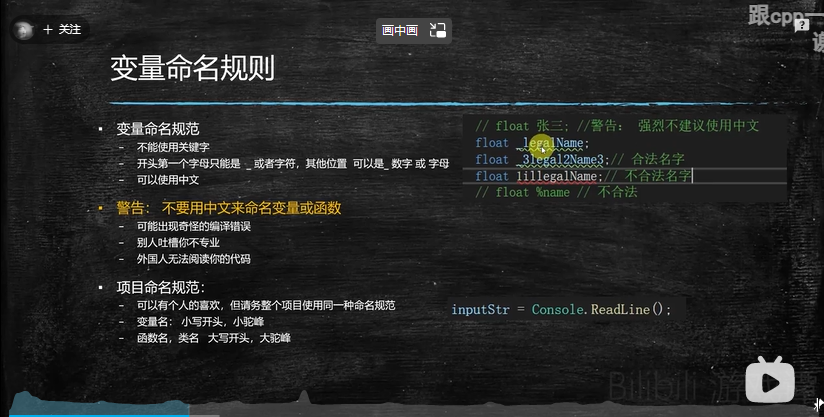 + 关注
画中画
跟cpp一
变量命名规则
▪ 变量命名规范
– 不能使用关键字
– 开头第一个字母只能是 _ 或者字符，其他位置 可以是_ 数字 或 字母
– 可以使用中文
▪ 警告： 不要用中文来命名变量或函数
– 可能出现奇怪的编译错误
– 别人吐槽你不专业
– 外国人无法阅读你的代码
▪ 项目命名规范：
– 可以有个人的喜欢，但请务整个项目使用同一种命名规范
– 变量名： 小写开头，小驼峰
– 函数名，类名 大写开头，大驼峰
// float 张三; //警告： 强烈不建议使用中文
float _legalName;
float _3legal2Name3;// 合法名字
float 1illegalName;// 不合法名字
// float %name // 不合法
inputStr = Console.ReadLine();
Bilibili 游